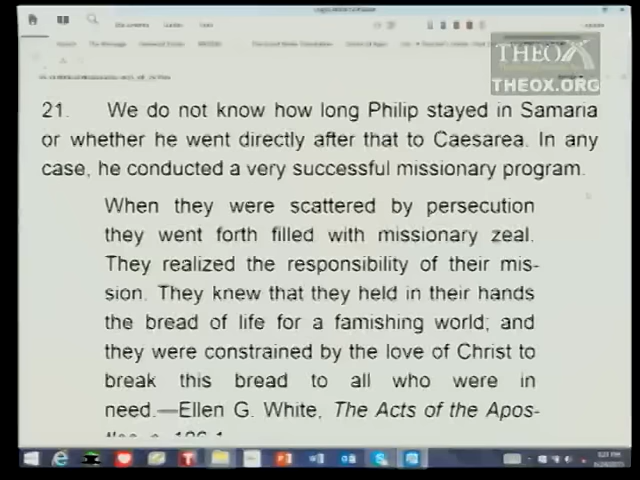 THEOX
THEOX.ORG
21. We do not know how long Philip stayed in Samaria
or whether he went directly after that to Caesarea. In any
case, he conducted a very successful missionary program.
When they were scattered by persecution
they went forth filled with missionary zeal.
They realized the responsibility of their mis-
sion. They knew that they held in their hands
the bread of life for a famishing world; and
they were constrained by the love of Christ to
break this bread to all who were in
need.—Ellen G. White, The Acts of the Apos-